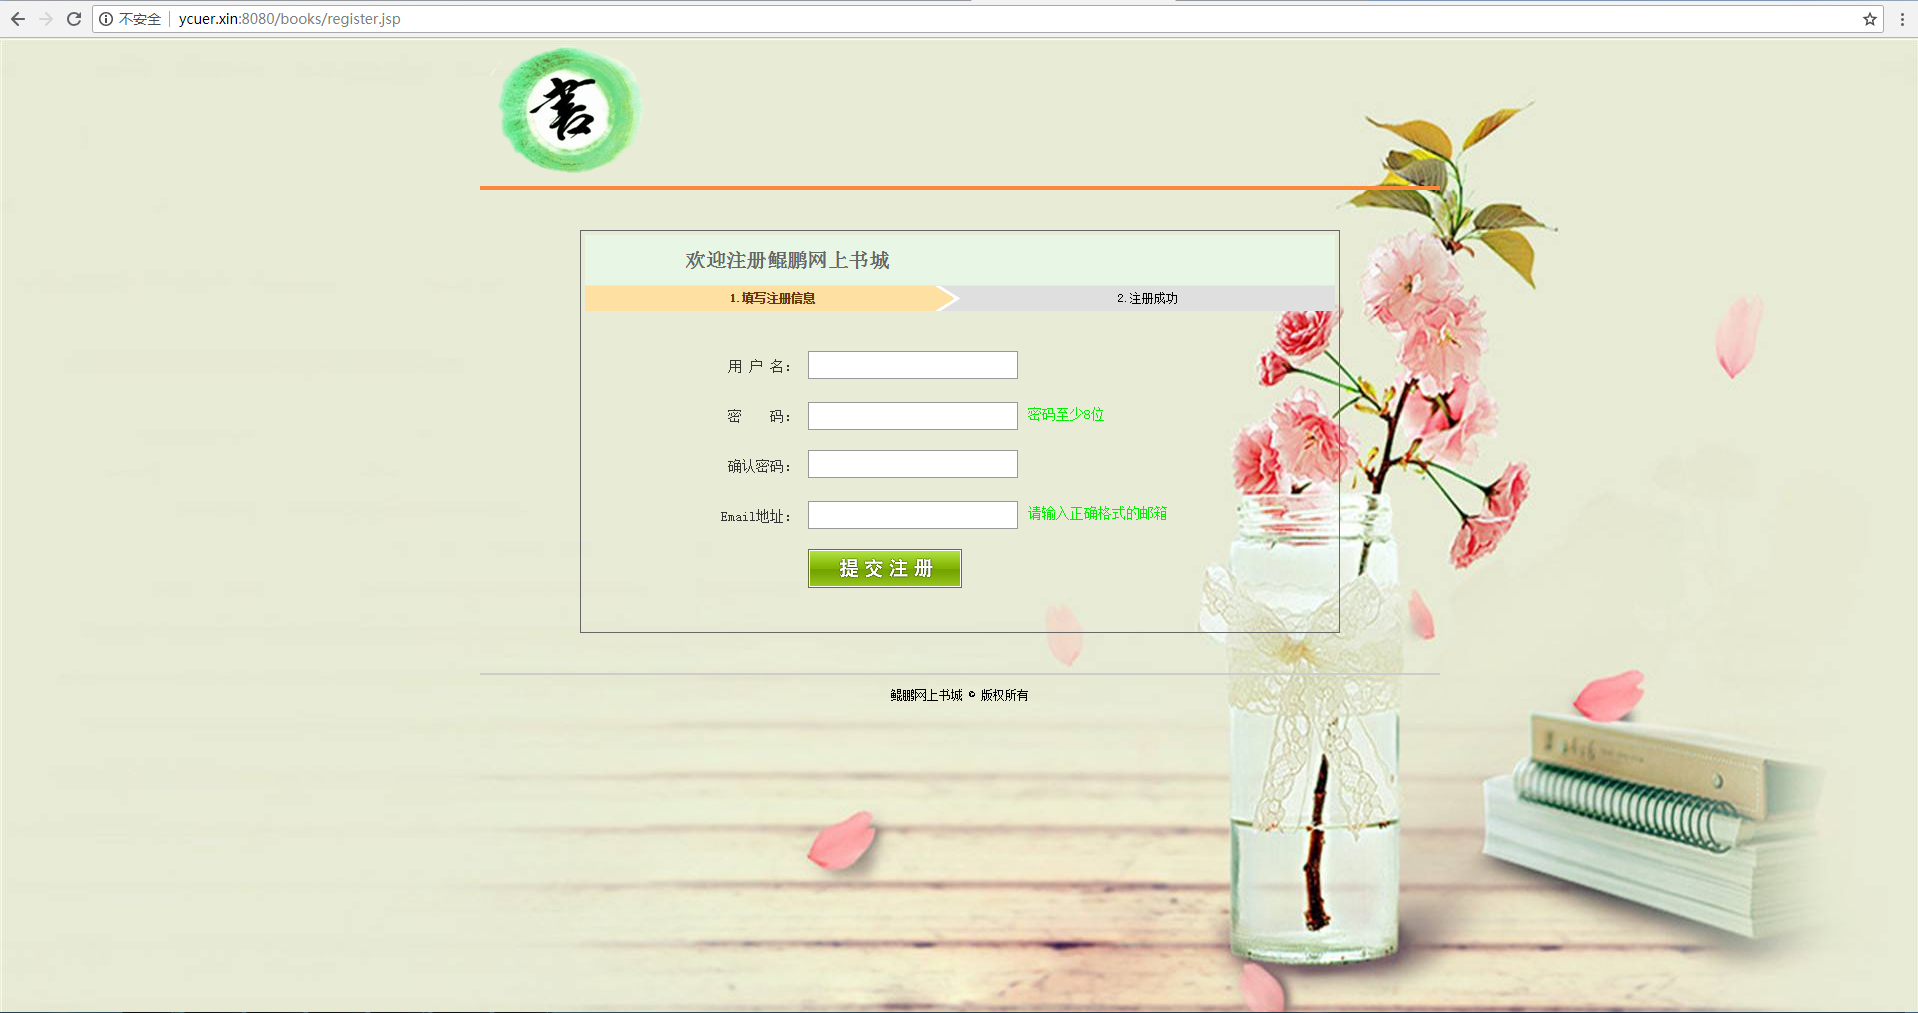 不安全 ycuer.xin:8080/books/register.jsp
書
欢迎注册鲲鹏网上书城
1.填写注册信息 2.注册成功
用 户 名：
密 码： 密码至少8位
确认密码：
Email地址： 请输入正确格式的邮箱
提交注册
鲲鹏网上书城 © 版权所有